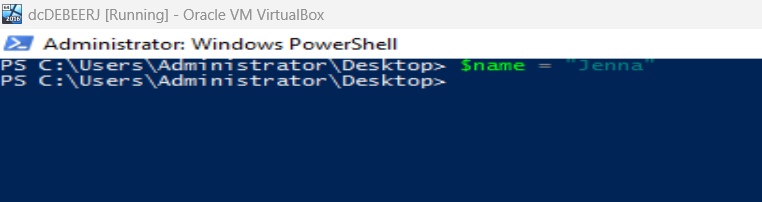 dcDEBEERJ [Running] - Oracle VM VirtualBox
Administrator: Windows PowerShell
PS C:\Users\Administrator\Desktop> $name = "Jenna"
PS C:\Users\Administrator\Desktop>